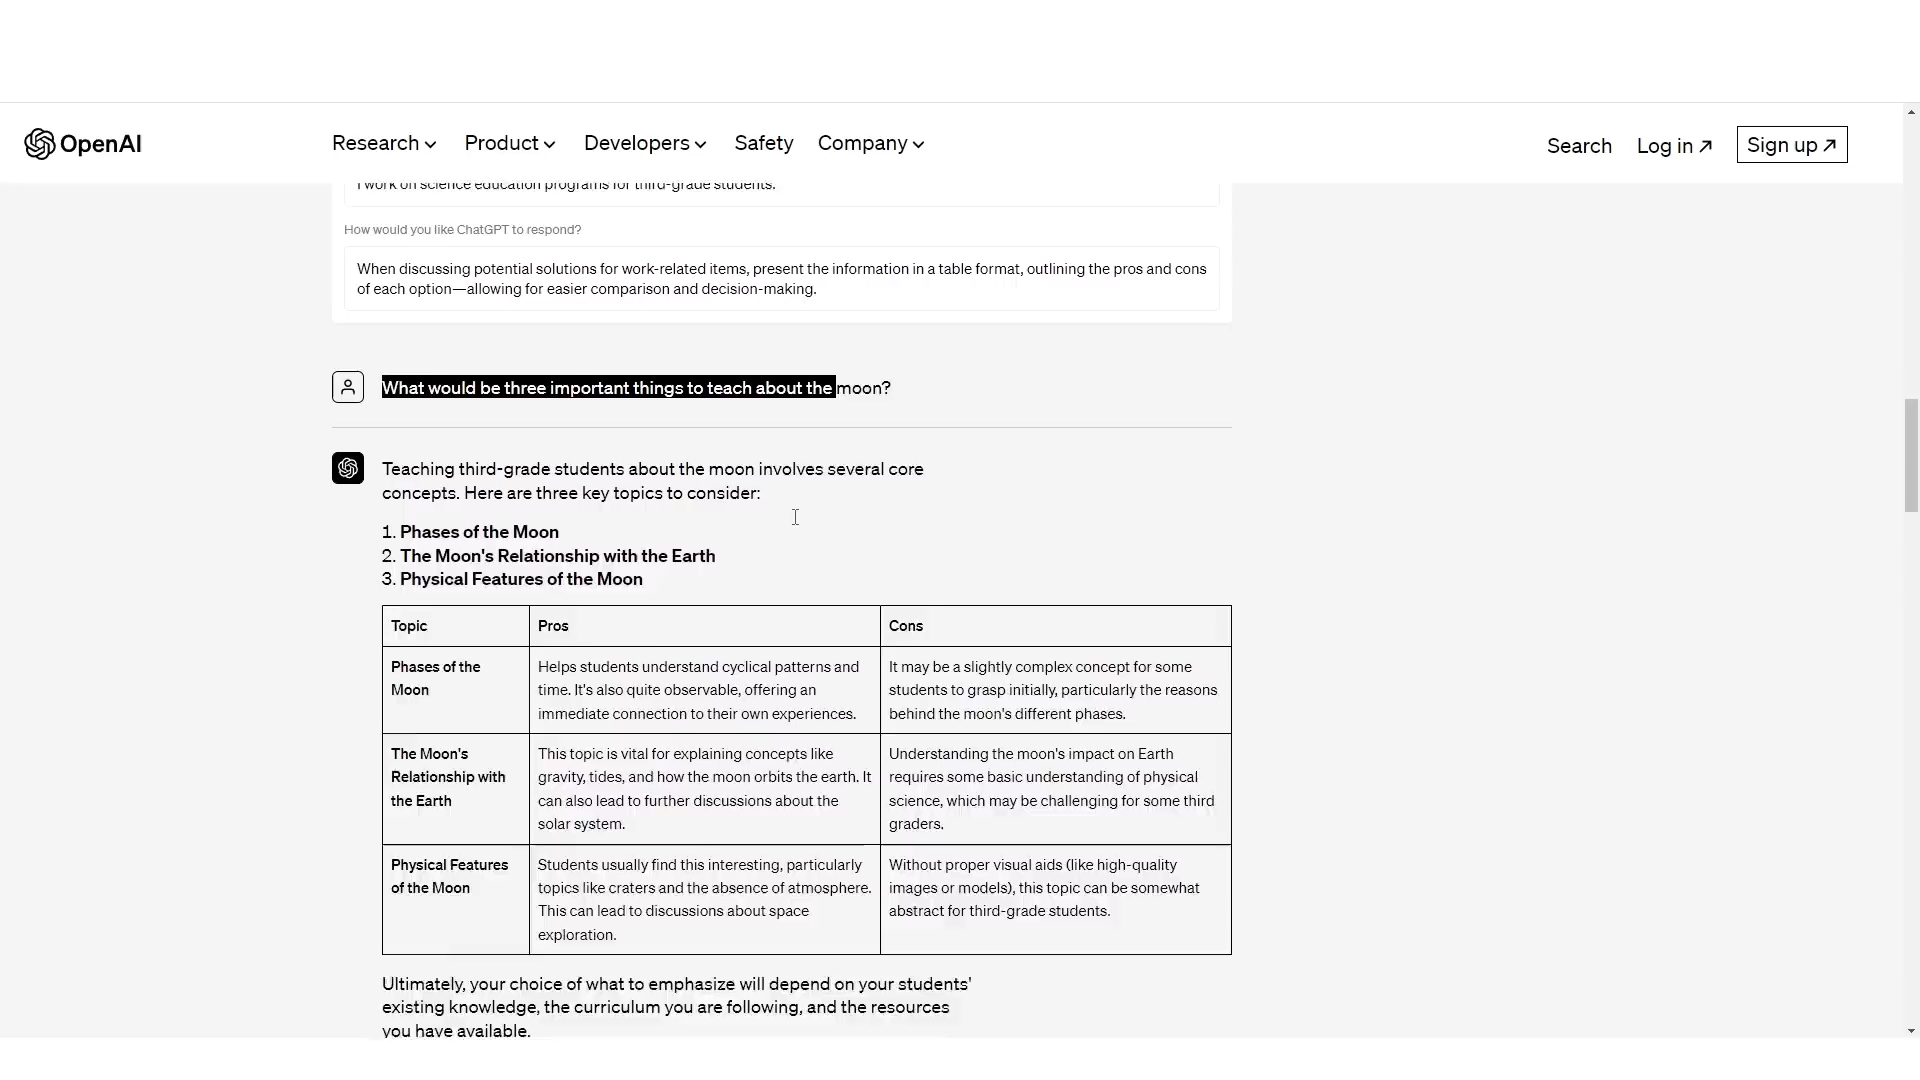 OpenAI
Research
Product
Developers
Safety
Company
Search
Log in
Sign up
I work on science education programs for third-grade students.
How would you like ChatGPT to respond?
When discussing potential solutions for work-related items, present the information in a table format, outlining the pros and cons
of each option—allowing for easier comparison and decision-making.
What would be three important things to teach about the moon?
Teaching third-grade students about the moon involves several core
concepts. Here are three key topics to consider:
1. Phases of the Moon
2. The Moon's Relationship with the Earth
3. Physical Features of the Moon
Topic
Pros
Cons
Phases of the
Moon
Helps students understand cyclical patterns and
time. It's also quite observable, offering an
immediate connection to their own experiences.
It may be a slightly complex concept for some
students to grasp initially, particularly the reasons
behind the moon's different phases.
The Moon's
Relationship with
the Earth
This topic is vital for explaining concepts like
gravity, tides, and how the moon orbits the earth. It
can also lead to further discussions about the
solar system.
Understanding the moon's impact on Earth
requires some basic understanding of physical
science, which may be challenging for some third
graders.
Physical Features
of the Moon
Students usually find this interesting, particularly
topics like craters and the absence of atmosphere.
This can lead to discussions about space
exploration.
Without proper visual aids (like high-quality
images or models), this topic can be somewhat
abstract for third-grade students.
Ultimately, your choice of what to emphasize will depend on your students'
existing knowledge, the curriculum you are following, and the resources
you have available.